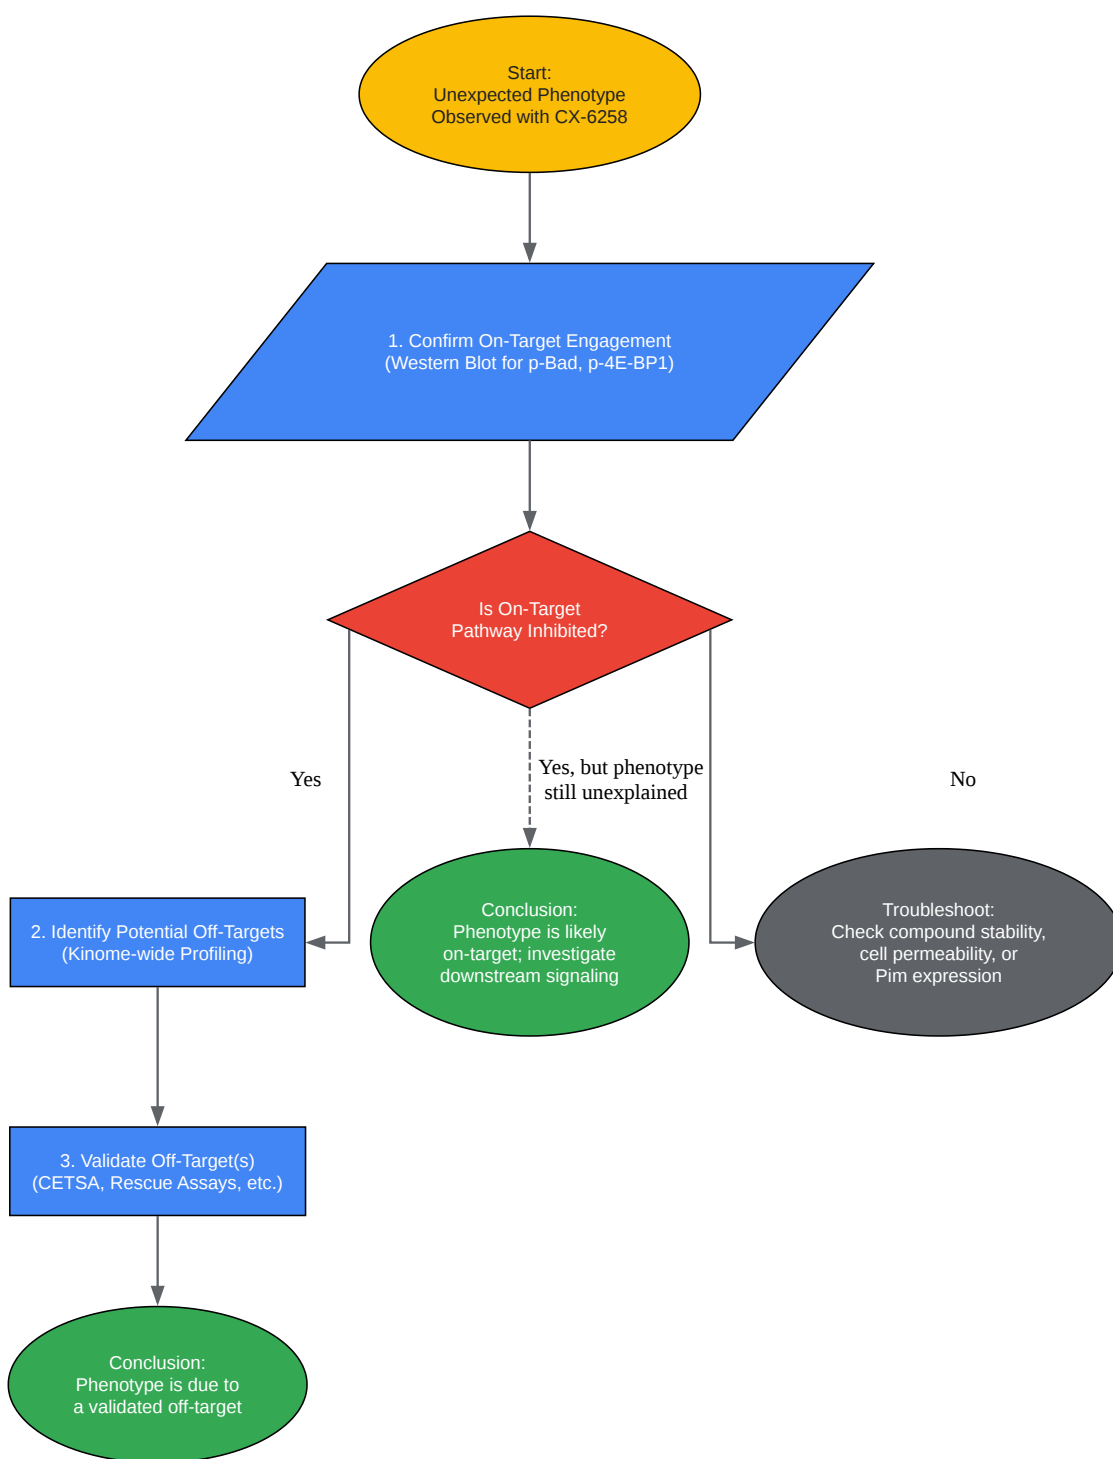 Start:
Unexpected Phenotype
Observed with CX-6258
1. Confirm On-Target Engagement
(Western Blot for p-Bad, p-4E-BP1)
Is On-Target
Pathway Inhibited?
Yes
Yes, but phenotype
still unexplained
No
2. Identify Potential Off-Targets
(Kinome-wide Profiling)
Conclusion:
Phenotype is likely
on-target; investigate
downstream signaling
Troubleshoot:
Check compound stability,
cell permeability, or
Pim expression
3. Validate Off-Target(s)
(CETSA, Rescue Assays, etc.)
Conclusion:
Phenotype is due to
a validated off-target